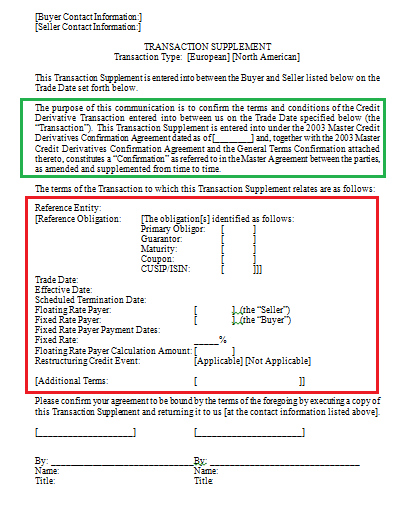 [Buyer Contact Information:]
[Seller Contact Information:]
TRANSACTION SUPPLEMENT
Transaction Type: [European] [North American]
This Transaction Supplement is entered into between the Buyer and Seller listed below on the
Trade Date set forth below.
The purpose of this communication is to confirm the terms and conditions of the Credit
Derivative Transaction entered into between us on the Trade Date specified below (the
“Transaction”). This Transaction Supplement is entered into under the 2003 Master Credit
Derivatives Confirmation Agreement dated as of [________] and, together with the 2003 Master
Credit Derivatives Confirmation Agreement and the General Terms Confirmation attached
thereto, constitutes a “Confirmation” as referred to in the Master Agreement between the parties,
as amended and supplemented from time to time.
The terms of the Transaction to which this Transaction Supplement relates are as follows:
Reference Entity:
[Reference Obligation: [The obligation[s] identified as follows:
Primary Obligor: [ ]
Guarantor: [ ]
Maturity: [ ]
Coupon: [ ]
CUSIP/ISIN: [ ]]]
Trade Date:
Effective Date:
Scheduled Termination Date:
Floating Rate Payer: [ ], (the “Seller”)
Fixed Rate Payer: [ ], (the “Buyer”)
Fixed Rate Payer Payment Dates:
Fixed Rate: _____%
Floating Rate Payer Calculation Amount: [ ]
Restructuring Credit Event: [Applicable] [Not Applicable]
[Additional Terms: [ ]]
Please confirm your agreement to be bound by the terms of the foregoing by executing a copy of
this Transaction Supplement and returning it to us [at the contact information listed above].
[____________________] [______________________]
By: ____________________________ By: ______________________________
Name: Name:
Title: Title: